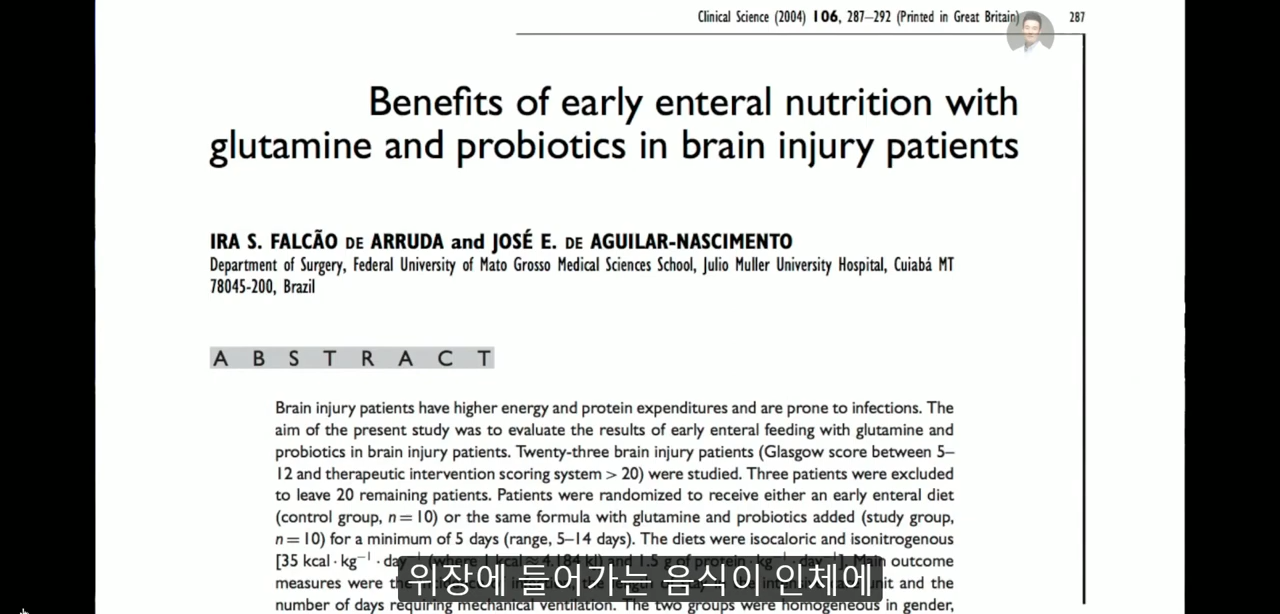 Clinical Science (2004) 106, 287–292 (Printed in Great Britain) 287
Benefits of early enteral nutrition with
glutamine and probiotics in brain injury patients
IRA S. FALCÃO DE ARRUDA and JOSÉ E. DE AGUILAR-NASCIMENTO
Department of Surgery, Federal University of Mato Grosso Medical Sciences School, Julio Muller University Hospital, Cuiabá MT
78045-200, Brazil
A B S T R A C T
Brain injury patients have higher energy and protein expenditures and are prone to infections. The
aim of the present study was to evaluate the results of early enteral feeding with glutamine and
probiotics in brain injury patients. Twenty-three brain injury patients (Glasgow score between 5–
12 and therapeutic intervention scoring system > 20) were studied. Three patients were excluded
to leave 20 remaining patients. Patients were randomized to receive either an early enteral diet
(control group, n = 10) or the same formula with glutamine and probiotics added (study group,
n = 10) for a minimum of 5 days (range, 5–14 days). The diets were isocaloric and isonitrogenous
[35 kcal · kg⁻¹ · day⁻¹ (where 1 kcal ≈ 4.184 kJ) and 1.5 g of protein · kg⁻¹ · day⁻¹]. Main outcome
measures were the unit and the
number of days requiring mechanical ventilation. The two groups were homogeneous in gender,
위장에 들어가는 음식이 인체에